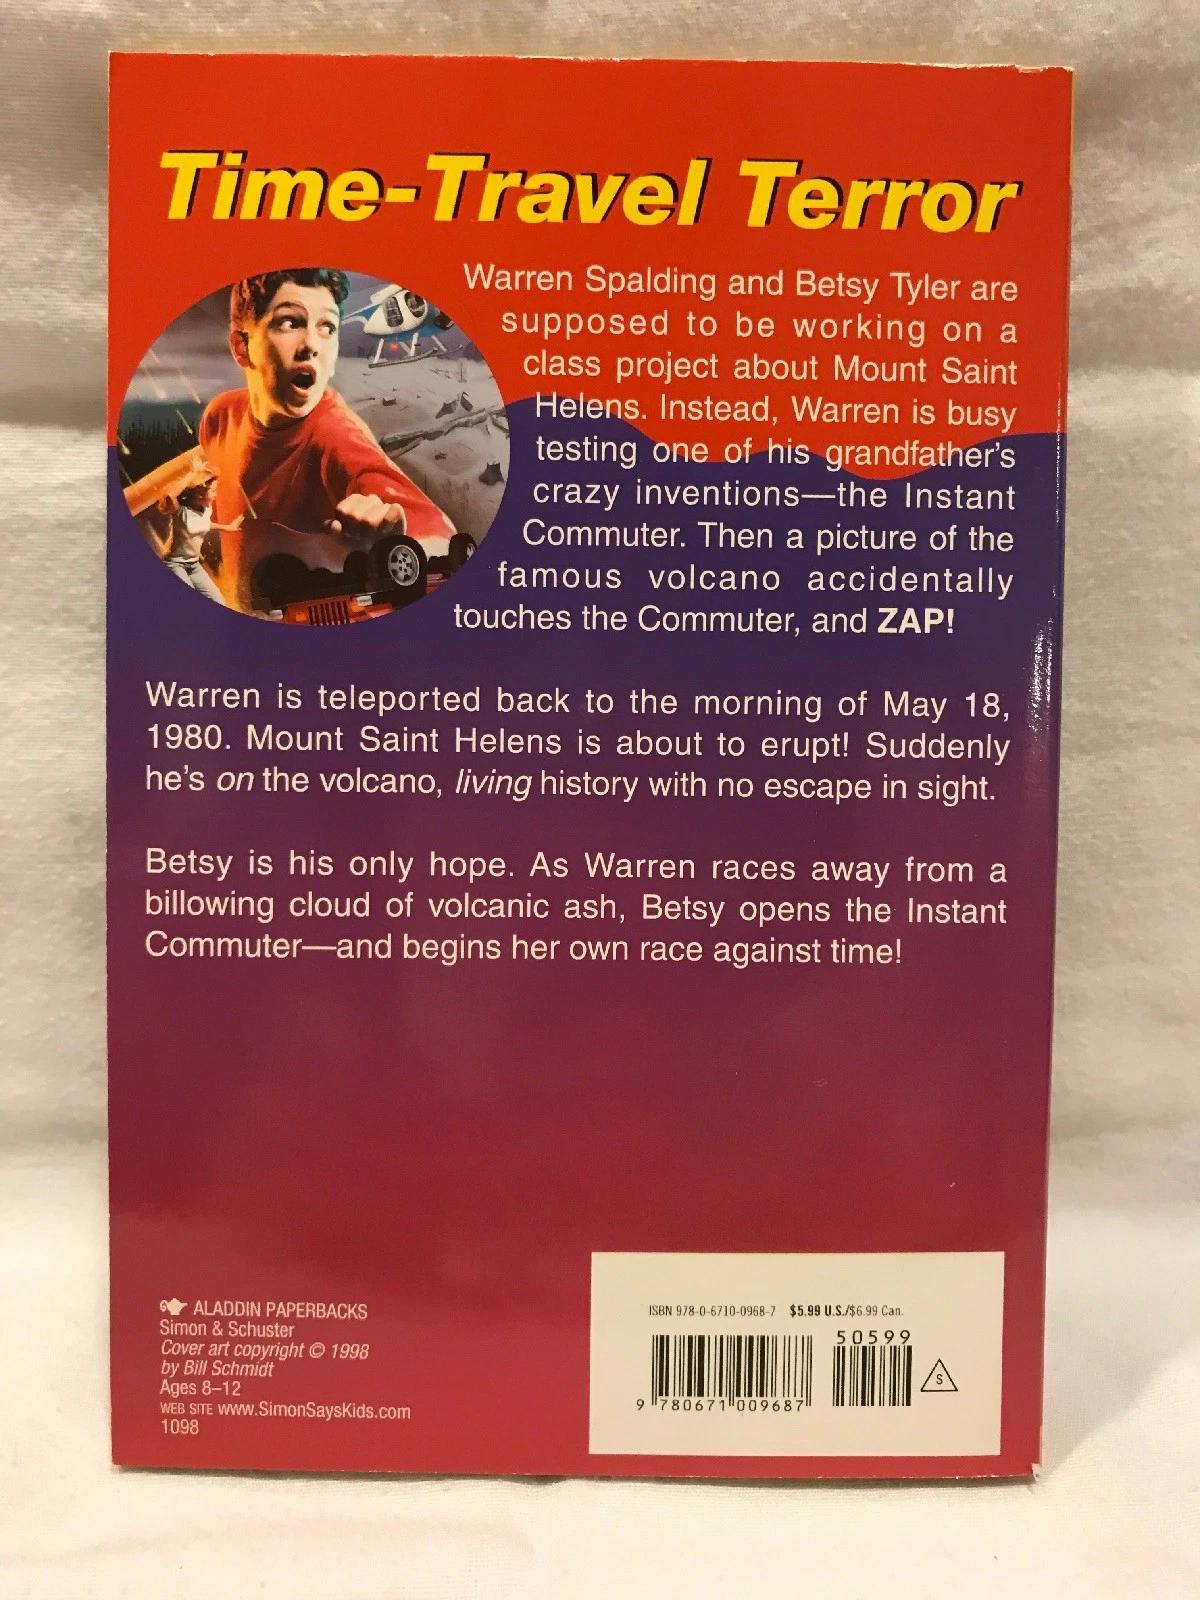 Time-Travel Terror
Warren Spalding and Betsy Tyler are
supposed to be working on a
class project about Mount Saint
Helens. Instead, Warren is busy
testing one of his grandfather's
crazy inventions—the Instant
Commuter. Then a picture of the
famous volcano accidentally
touches the Commuter, and ZAP!
Warren is teleported back to the morning of May 18,
1980. Mount Saint Helens is about to erupt! Suddenly
he's on the volcano, living history with no escape in sight.
Betsy is his only hope. As Warren races away from a
billowing cloud of volcanic ash, Betsy opens the Instant
Commuter—and begins her own race against time!
ALADDIN PAPERBACKS
Simon & Schuster
Cover art copyright © 1998
by Bill Schmidt
Ages 8–12
WEB SITE www.SimonSaysKids.com
1098
ISBN 978-0-6710-0968-7 $5.99 U.S./$6.99 Can.
50599
S
9 780671 009687